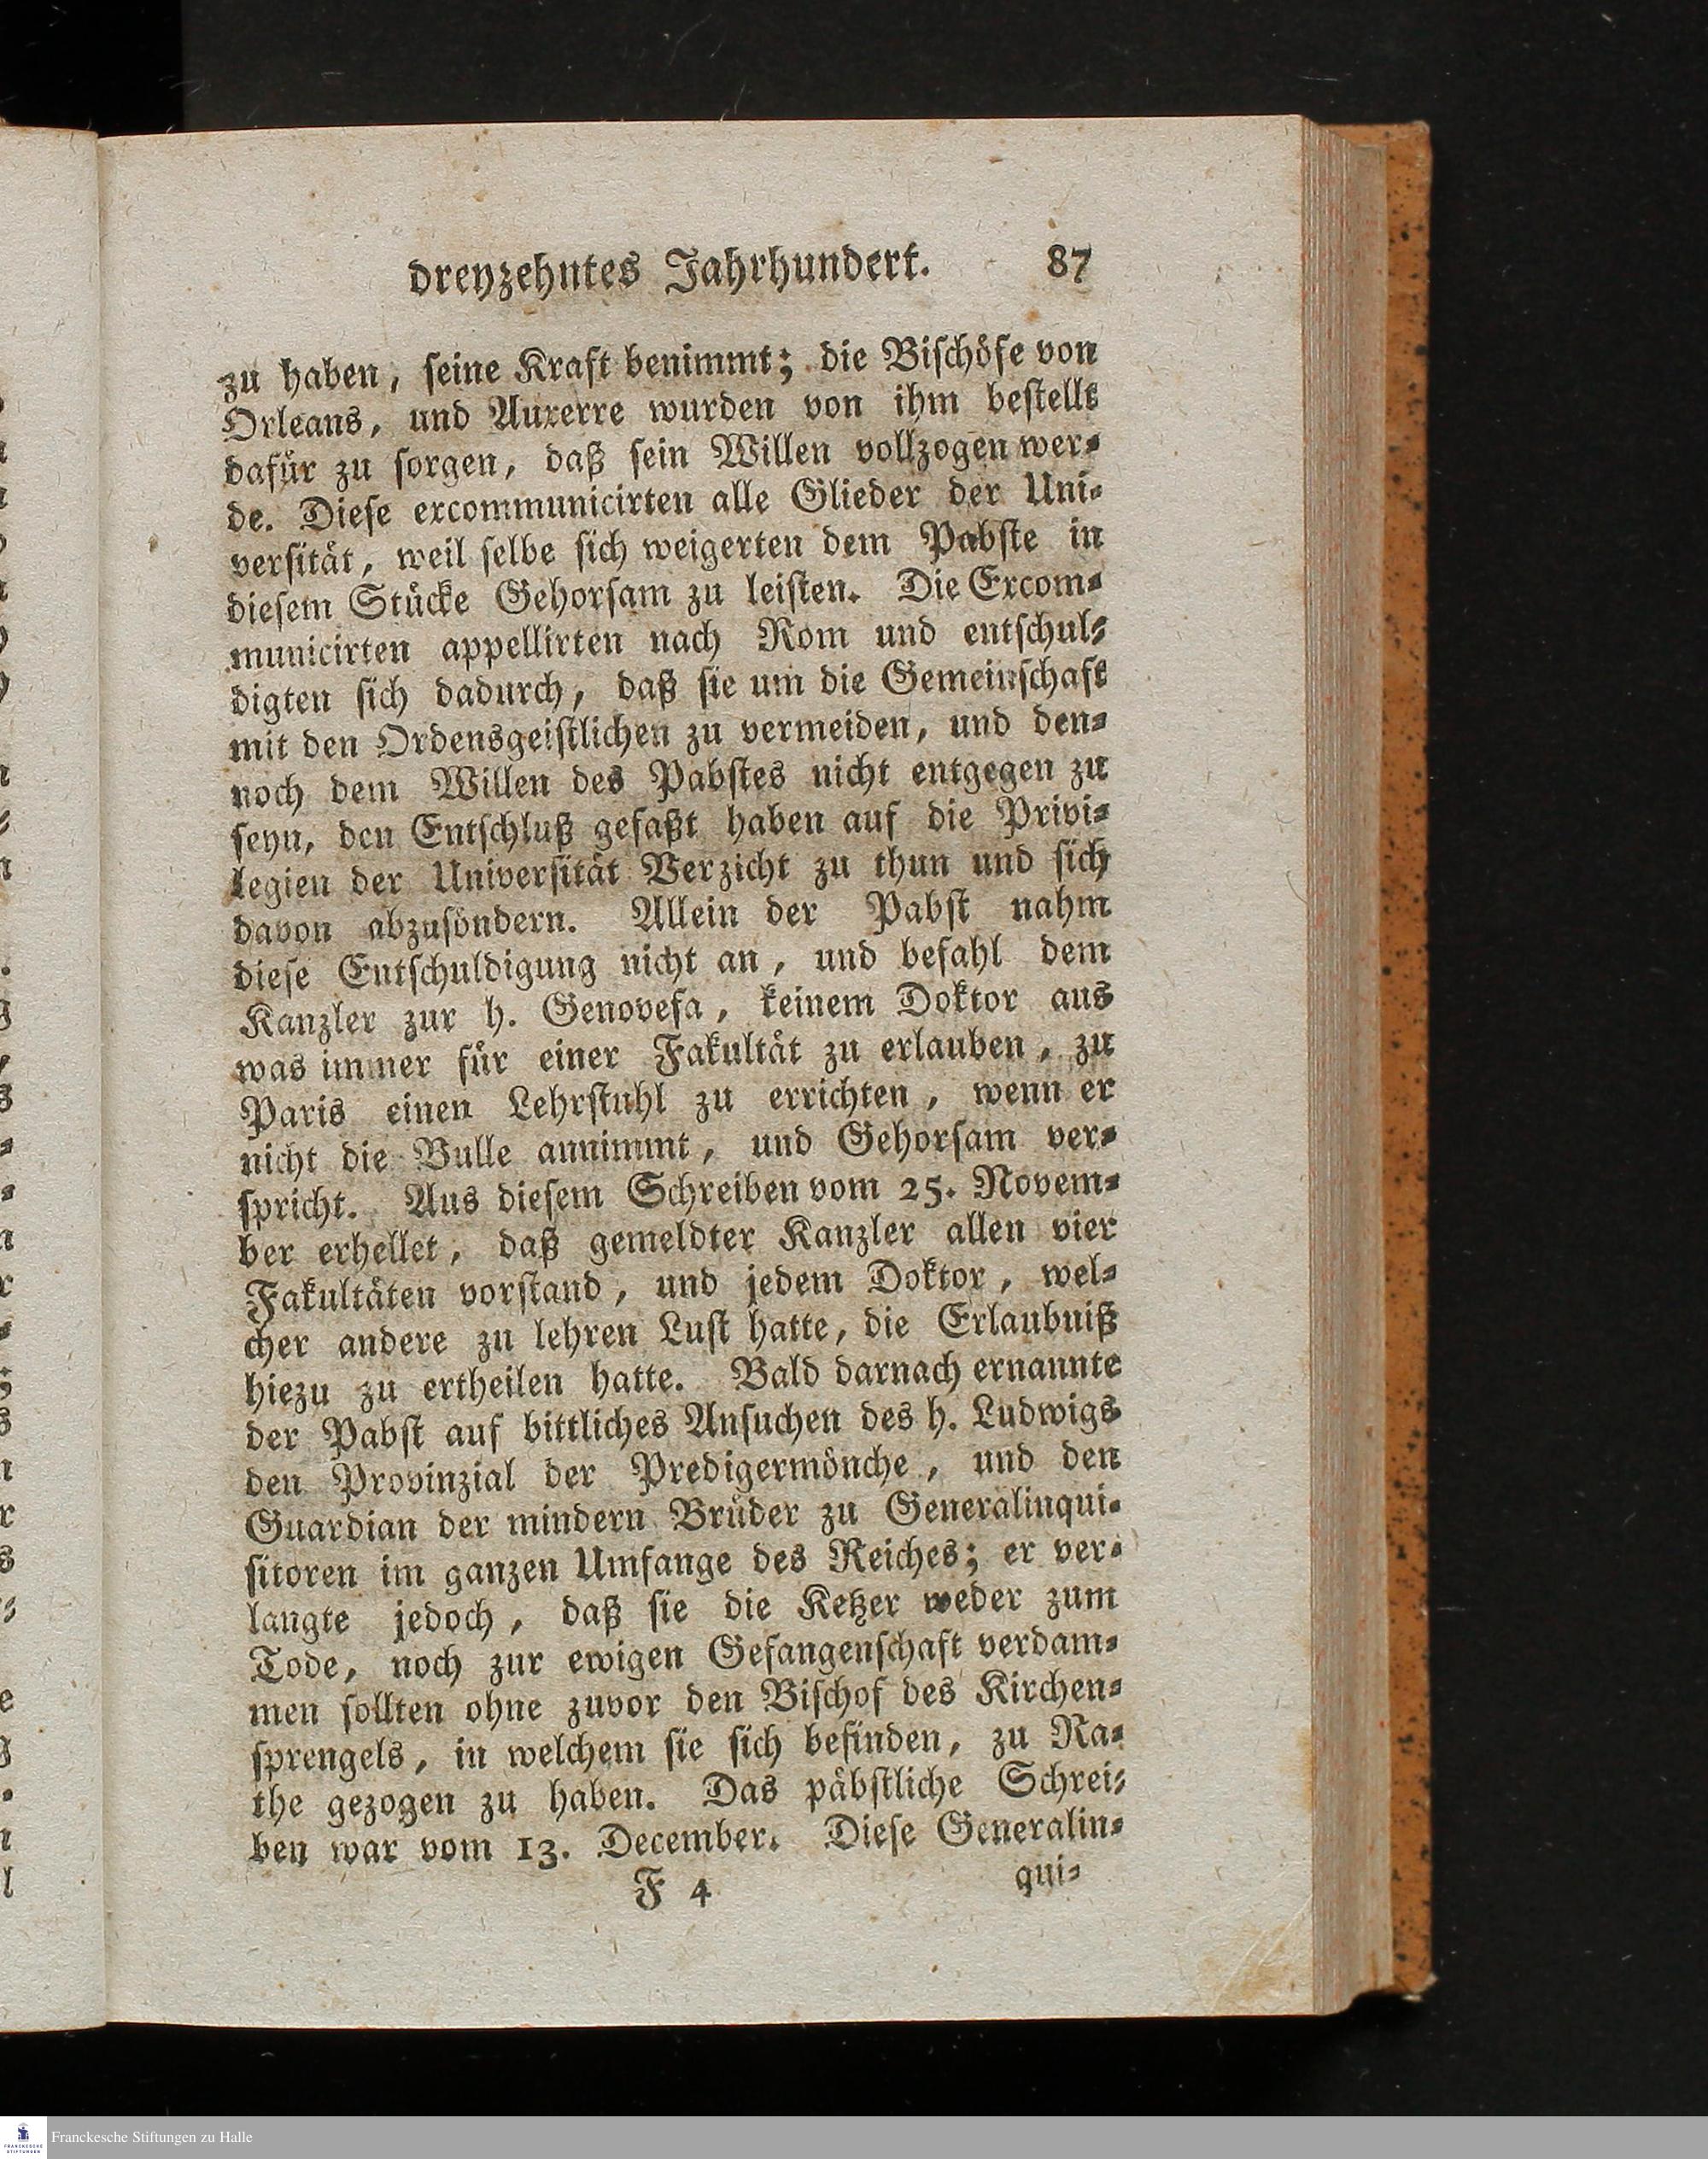 dreyzehntes Jahrhundert. 87
zu haben, seine Kraft benimmt; die Bischöfe von
Orleans, und Auxerre wurden von ihm bestellt
dafür zu sorgen, daß sein Willen vollzogen wer-
de. Diese excommunicirten alle Glieder der Uni-
versität, weil selbe sich weigerten dem Pabste in
diesem Stücke Gehorsam zu leisten. Die Excom-
municirten appellirten nach Rom und entschul-
digten sich dadurch, daß sie um die Gemeinschaft
mit den Ordensgeistlichen zu vermeiden, und den-
noch dem Willen des Pabstes nicht entgegen zu
seyn, den Entschluß gefaßt haben auf die Privi-
legien der Universität Verzicht zu thun und sich
davon abzusöndern. Allein der Pabst nahm
diese Entschuldigung nicht an, und befahl dem
Kanzler zur h. Genovefa, keinem Doktor aus
was immer für einer Fakultät zu erlauben, zu
Paris einen Lehrstuhl zu errichten, wenn er
nicht die Bulle annimmt, und Gehorsam ver-
spricht. Aus diesem Schreiben vom 25. Novem-
ber erhellet, daß gemeldter Kanzler allen vier
Fakultäten vorstand, und jedem Doktor, wel-
cher andere zu lehren Lust hatte, die Erlaubniß
hiezu zu ertheilen hatte. Bald darnach ernannte
der Pabst auf bittliches Ansuchen des h. Ludwigs
den Provinzial der Predigermönche, und den
Guardian der mindern Brüder zu Generalinqui-
sitoren im ganzen Umfange des Reiches; er ver-
langte jedoch, daß sie die Ketzer weder zum
Tode, noch zur ewigen Gefangenschaft verdam-
men sollten ohne zuvor den Bischof des Kirchen-
sprengels, in welchem sie sich befinden, zu Ra-
the gezogen zu haben. Das päbstliche Schrei-
ben war vom 13. December. Diese Generalin-
F 4 qui-
Franckesche Stiftungen zu Halle